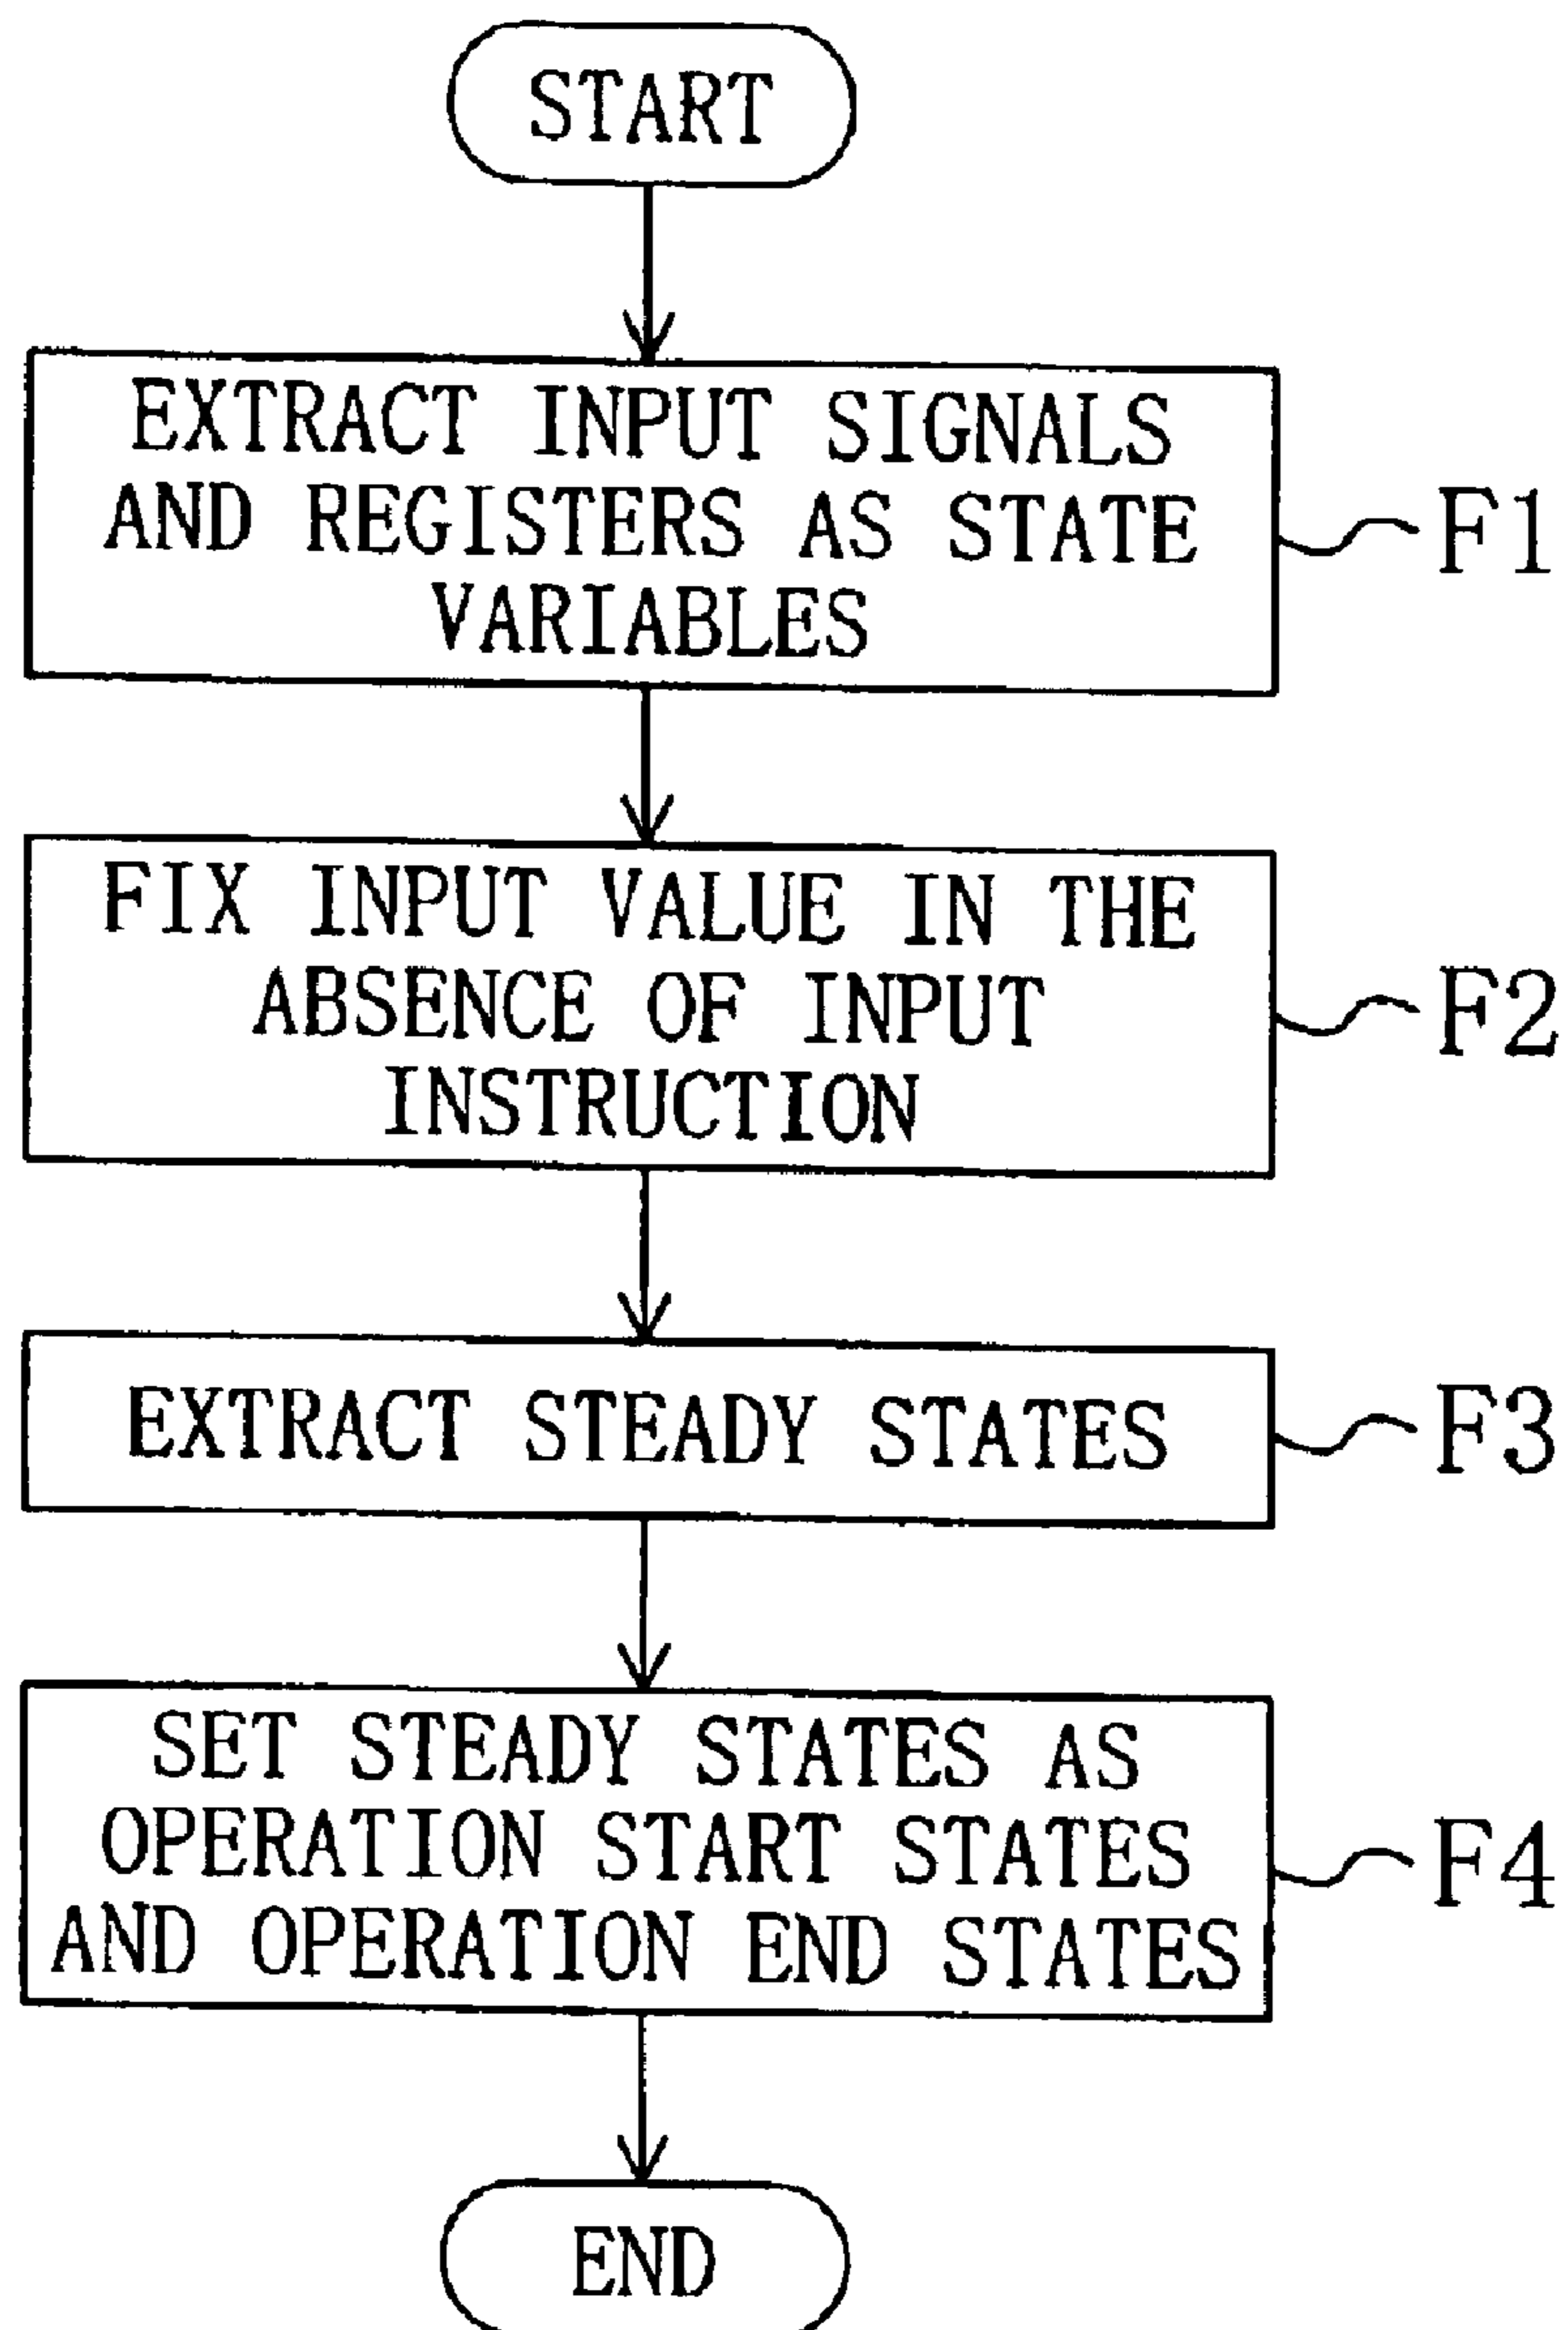 START
EXTRACT INPUT SIGNALS
AND REGISTERS AS STATE
VARIABLES
F1
FIX INPUT VALUE IN THE
ABSENCE OF INPUT
INSTRUCTION
F2
EXTRACT STEADY STATES
F3
SET STEADY STATES AS
OPERATION START STATES
AND OPERATION END STATES
F4
END